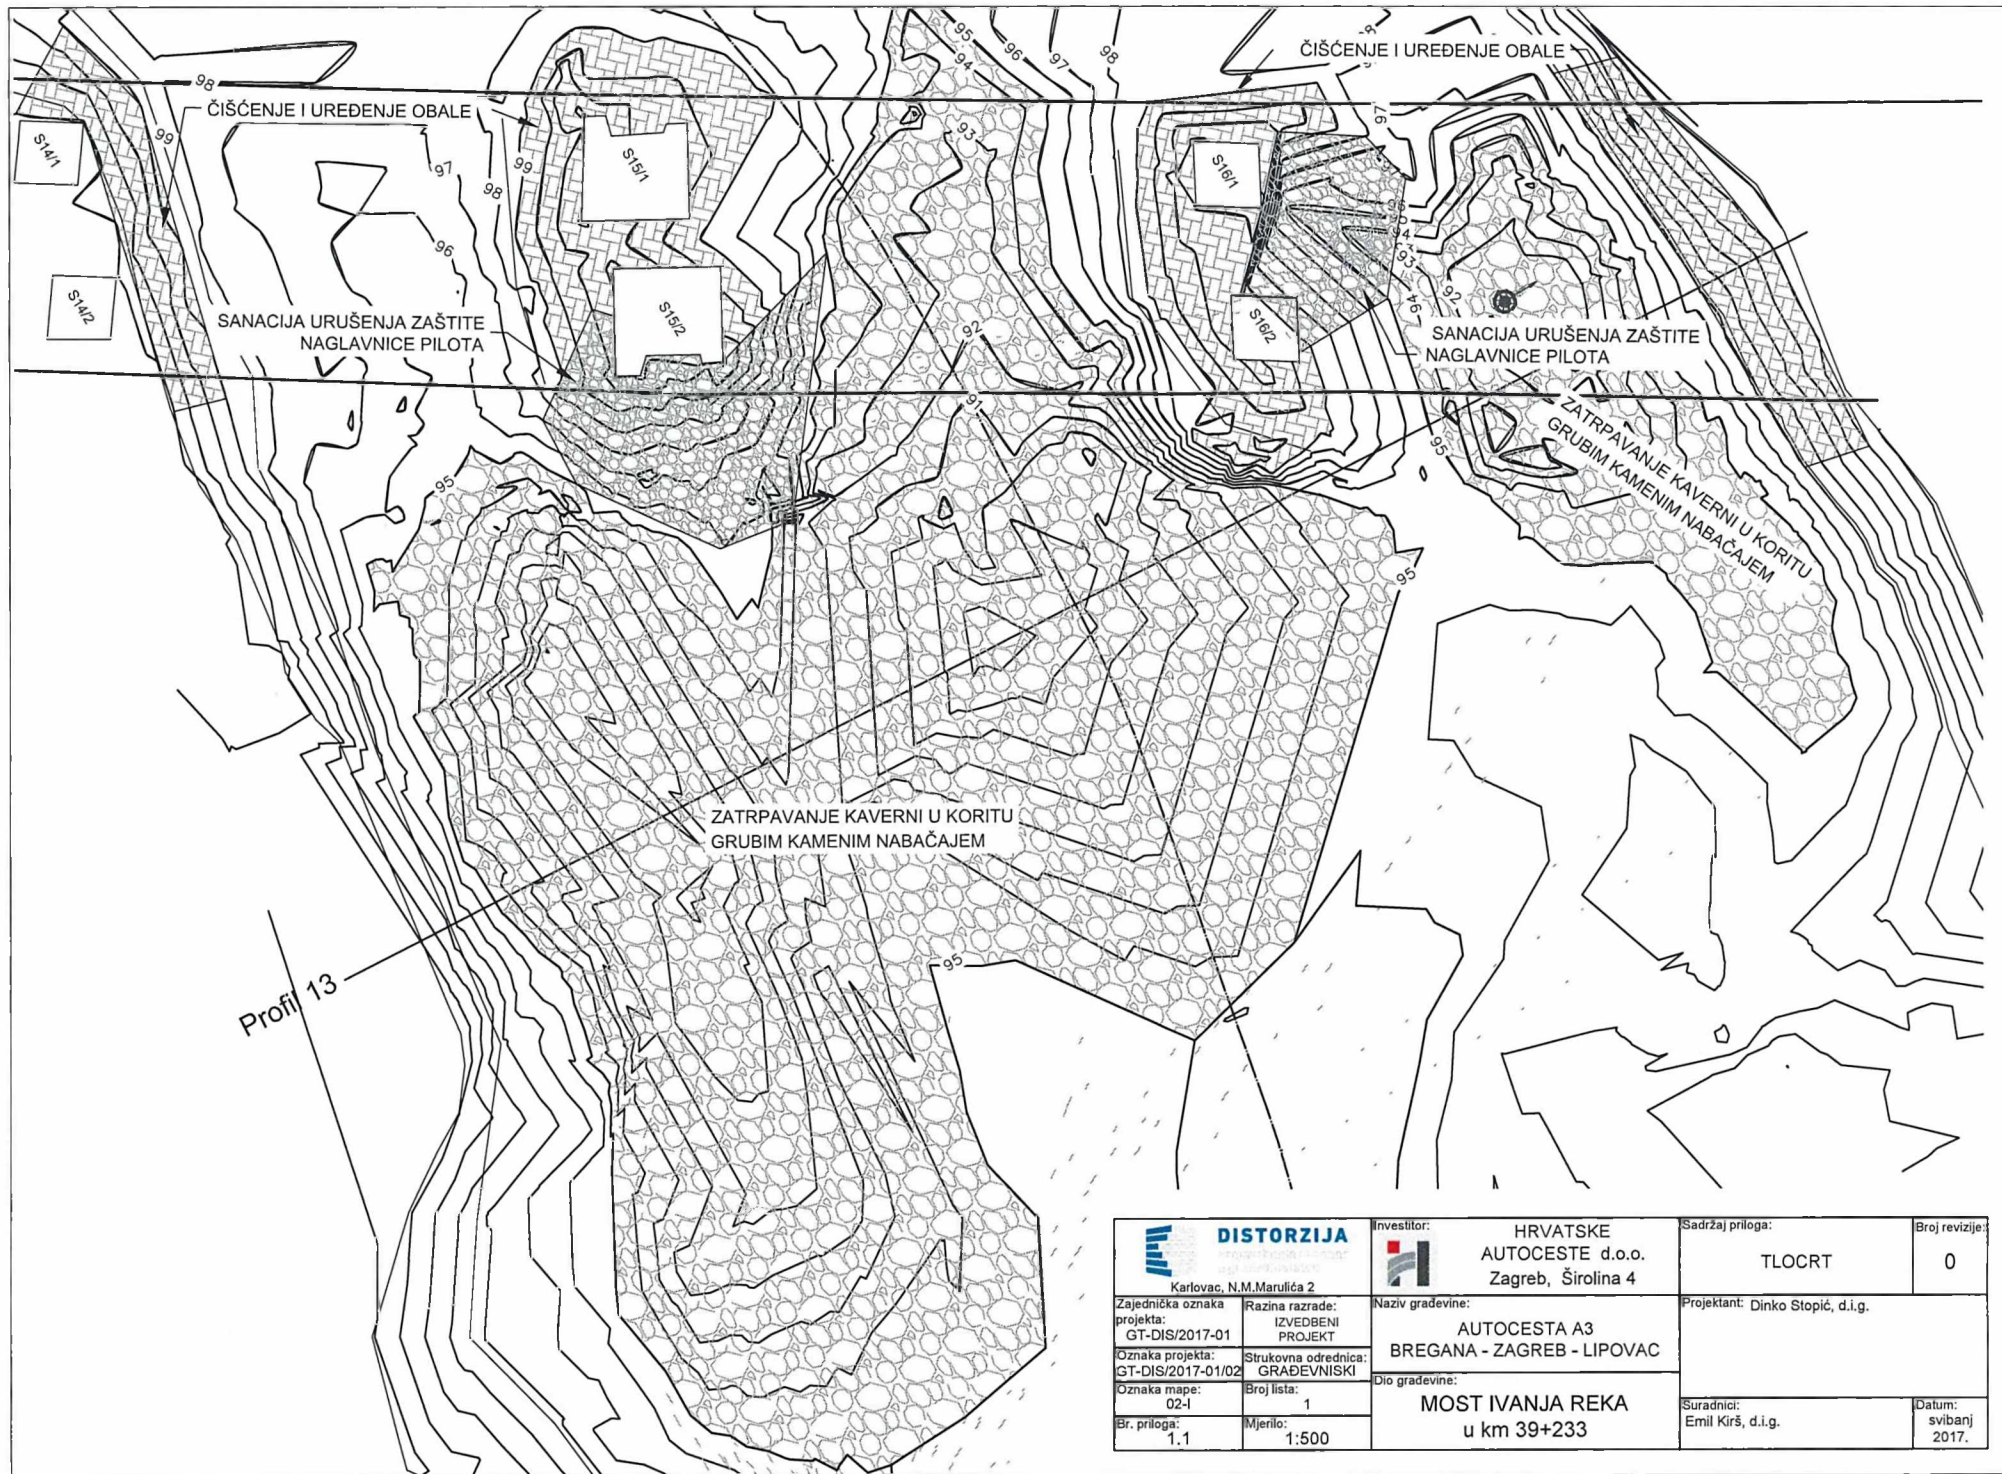 ČIŠĆENJE I UREĐENJE OBALE
95
96
97
98
94
98
ČIŠĆENJE I UREĐENJE OBALE
99
S14/1
97
98
99
S15/1
93
S16/1
97
96
94
93
S14/2
SANACIJA URUŠENJA ZAŠTITE
NAGLAVNICE PILOTA
S15/2
92
S16/2
94
92
SANACIJA URUŠENJA ZAŠTITE
NAGLAVNICE PILOTA
91
95
95
ZATRPAVANJE KAVERNI U KORITU
GRUBIM KAMENIM NABAČAJEM
95
ZATRPAVANJE KAVERNI U KORITU
GRUBIM KAMENIM NABAČAJEM
95
Profil 13
DISTORZIJA
Karlovac, N.M.Marulića 2
Investitor:
HRVATSKE
AUTOCESTE d.o.o.
Zagreb, Širolina 4
Sadržaj priloga:
TLOCRT
Broj revizije:
0
Zajednička oznaka
projekta:
GT-DIS/2017-01
Razina razrade:
IZVEDBENI
PROJEKT
Naziv građevine:
AUTOCESTA A3
BREGANA - ZAGREB - LIPOVAC
Projektant: Dinko Stopić, d.i.g.
Oznaka projekta:
GT-DIS/2017-01/02
Strukovna odrednica:
GRAĐEVNISKI
Oznaka mape:
02-I
Broj lista:
1
Dio građevine:
MOST IVANJA REKA
u km 39+233
Suradnici:
Emil Kirš, d.i.g.
Datum:
svibanj
2017.
Br. priloga:
1.1
Mjerilo:
1:500